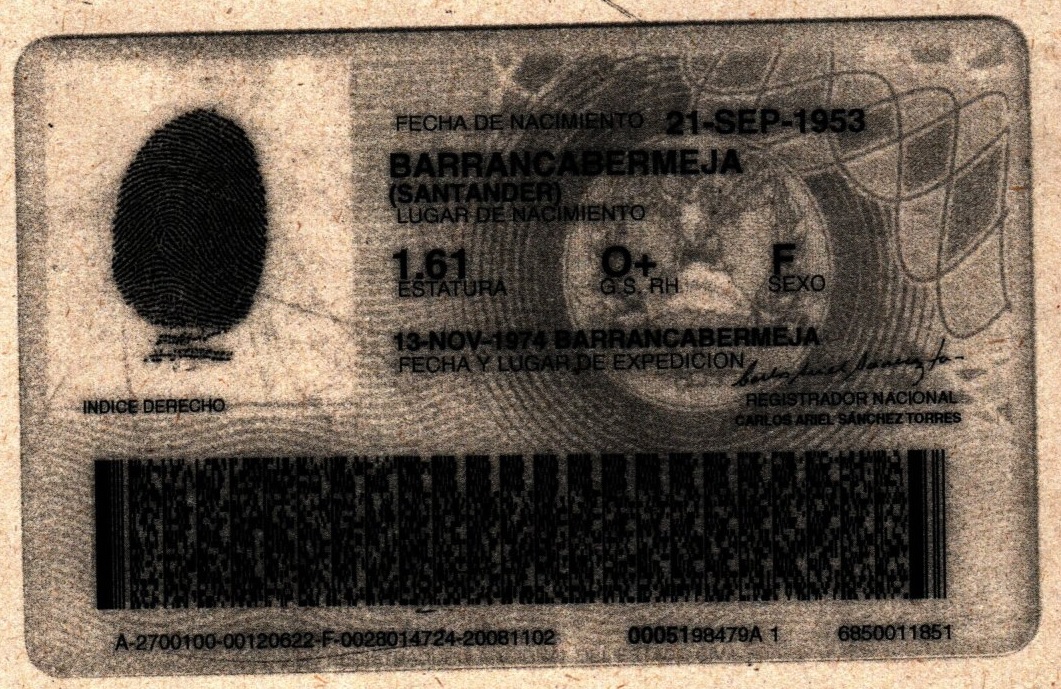 FECHA DE NACIMIENTO 21-SEP-1953
BARRANCABERMEJA
(SANTANDER)
LUGAR DE NACIMIENTO
1.61 O+ F
ESTATURA G.S. RH SEXO
13-NOV-1974 BARRANCABERMEJA
FECHA Y LUGAR DE EXPEDICION
REGISTRADOR NACIONAL
CARLOS ARIEL SÁNCHEZ TORRES
INDICE DERECHO
A-2700100-00120622-F-0028014724-20081102 0005198479A 1 6850011851